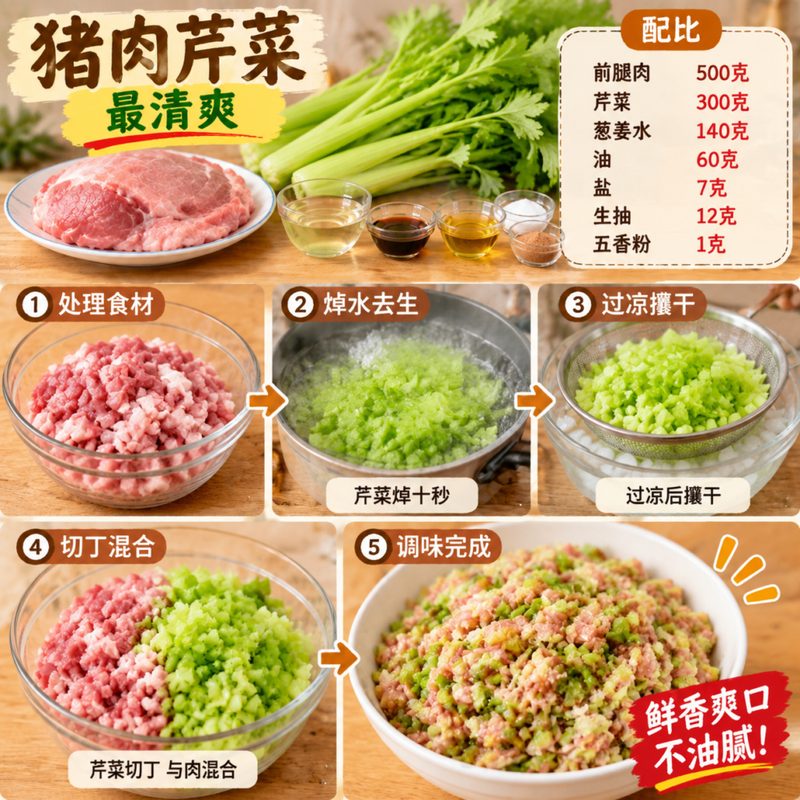 猪肉芹菜
最清爽
配比
前腿肉 500克
芹菜 300克
葱姜水 140克
油 60克
盐 7克
生抽 12克
五香粉 1克
1 处理食材
2 焯水去生
芹菜焯十秒
3 过凉攥干
过凉后攥干
4 切丁混合
芹菜切丁 与肉混合
5 调味完成
鲜香爽口
不油腻!